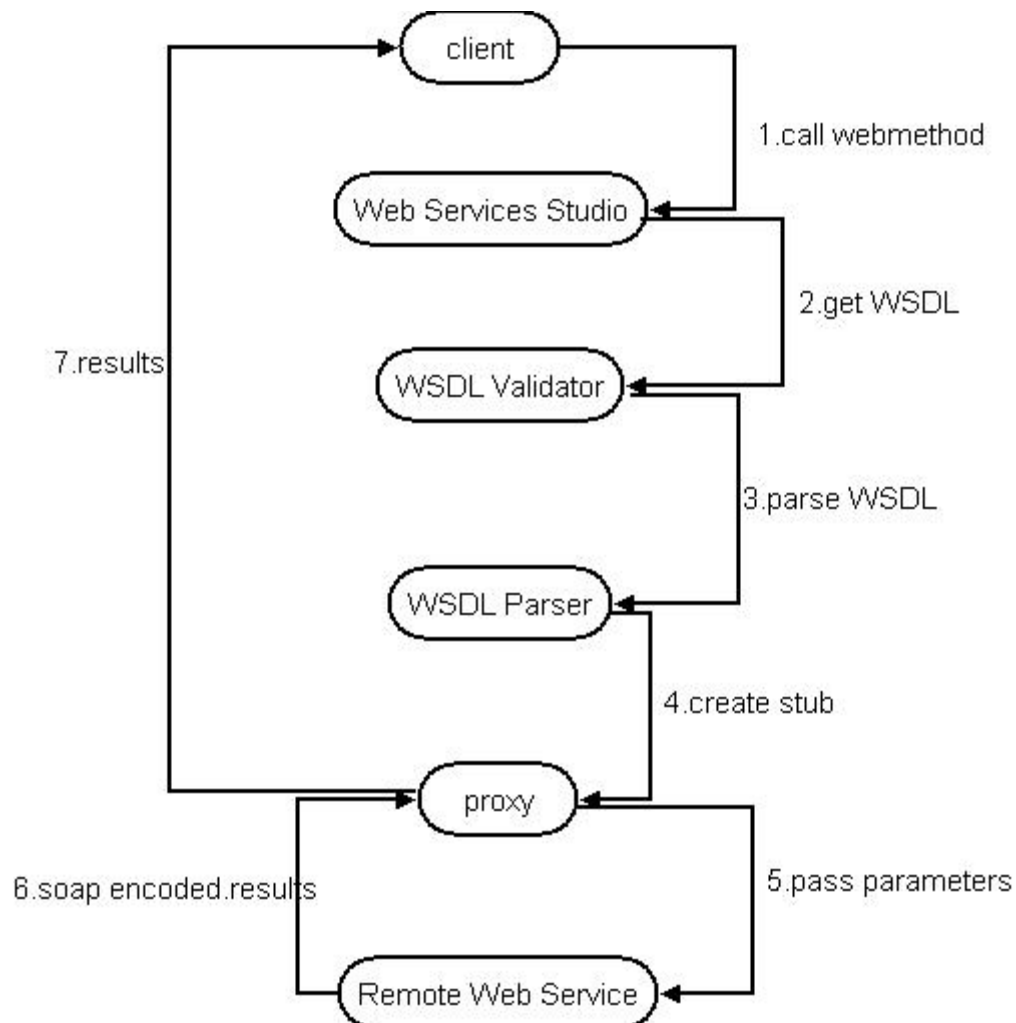 client
1.call webmethod
Web Services Studio
2.get WSDL
7.results
WSDL Validator
3.parse WSDL
WSDL Parser
4.create stub
proxy
6.soap encoded.results
5.pass parameters
Remote Web Service